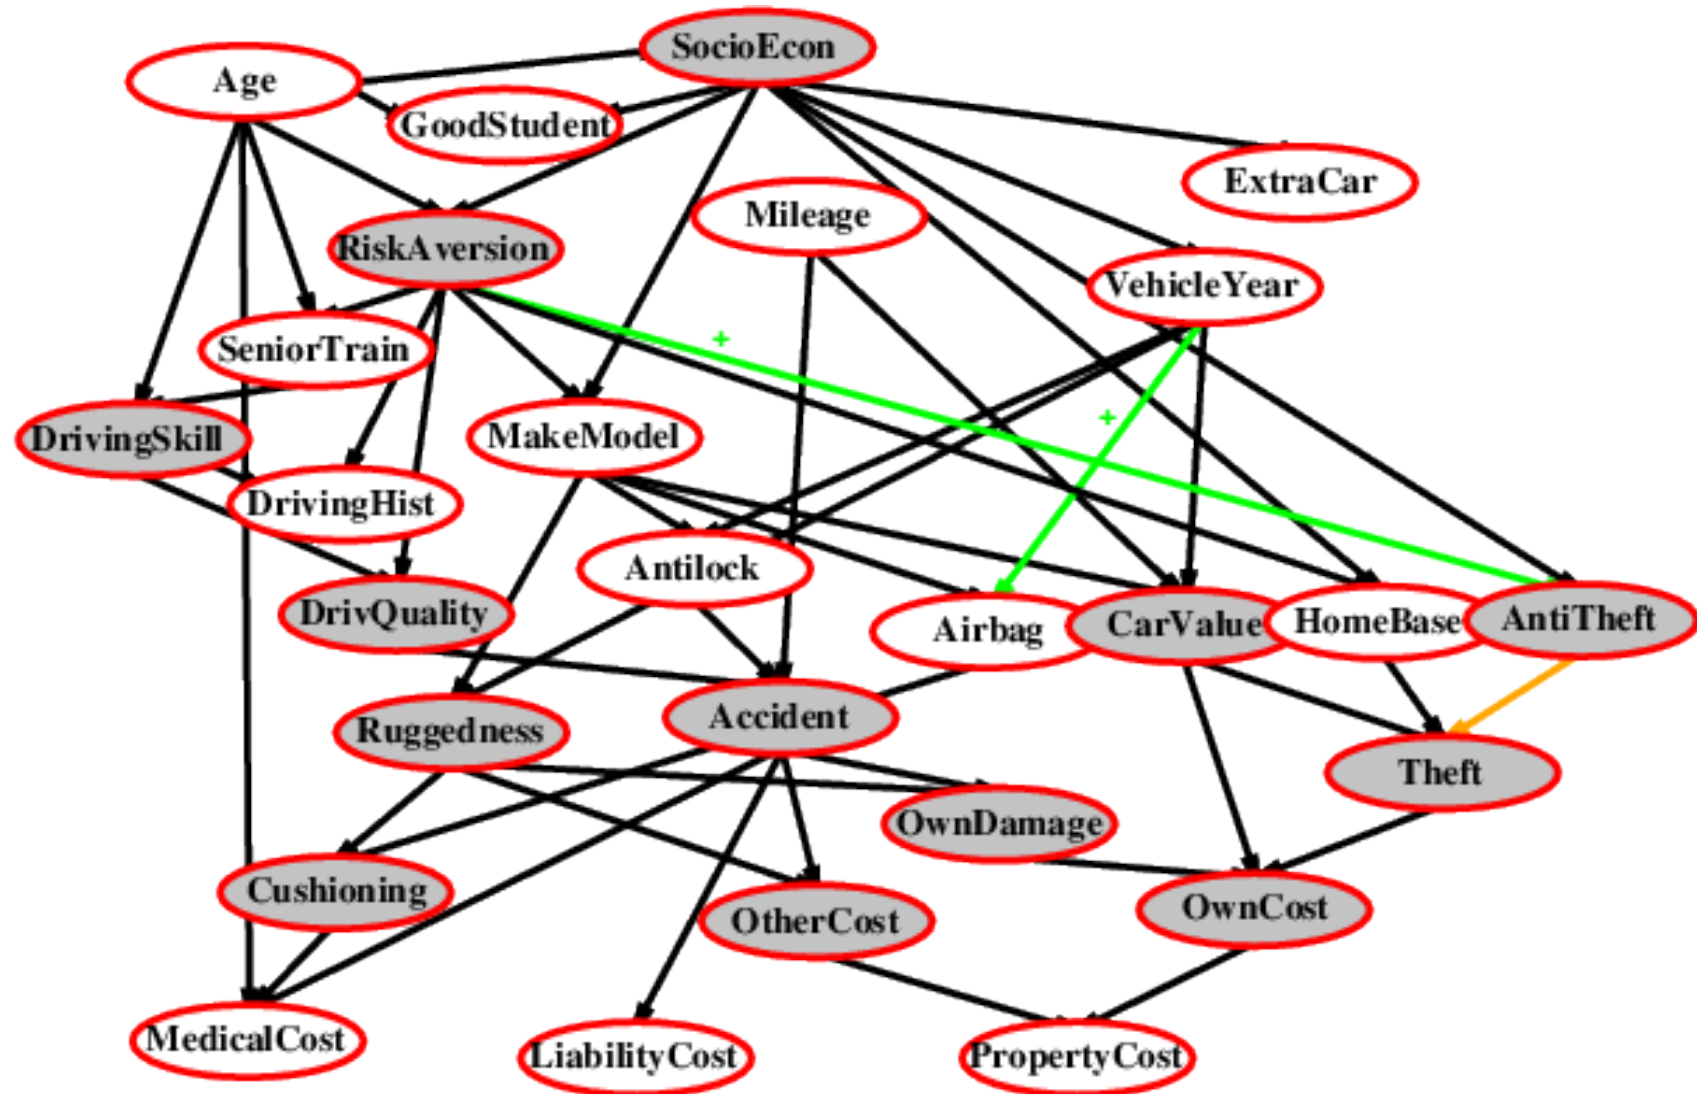 SocioEcon
Age
GoodStudent
ExtraCar
Mileage
RiskAversion
VehicleYear
+
SeniorTrain
+
DrivingSkill
MakeModel
DrivingHist
Antilock
DrivQuality
Airbag
CarValue
HomeBase
AntiTheft
Ruggedness
Accident
Theft
OwnDamage
Cushioning
OtherCost
OwnCost
MedicalCost
LiabilityCost
PropertyCost